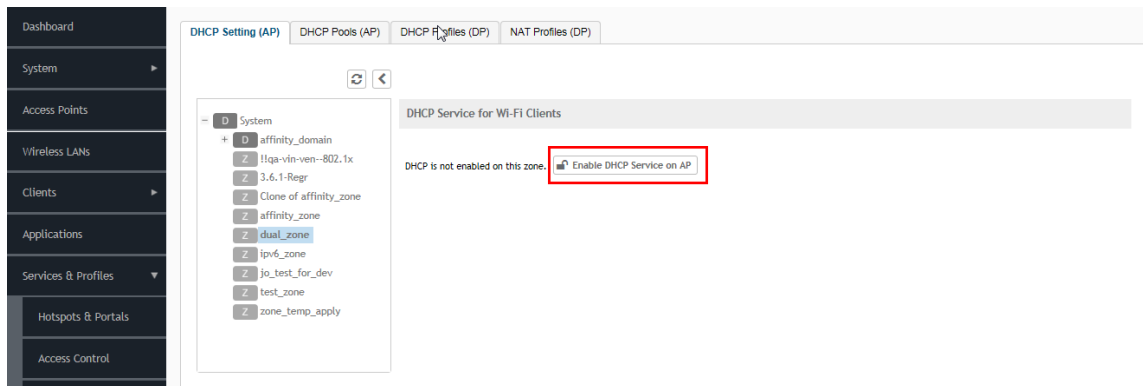 Dashboard
System
Access Points
Wireless LANs
Clients
Applications
Services & Profiles
Hotspots & Portals
Access Control
DHCP Setting (AP)
DHCP Pools (AP)
DHCP Profiles (DP)
NAT Profiles (DP)
D System
D affinity_domain
Z !!qa-vin-ven--802.1x
Z 3.6.1-Regr
Z Clone of affinity_zone
Z affinity_zone
Z dual_zone
Z ipv6_zone
Z jo_test_for_dev
Z test_zone
Z zone_temp_apply
DHCP Service for Wi-Fi Clients
DHCP is not enabled on this zone. Enable DHCP Service on AP